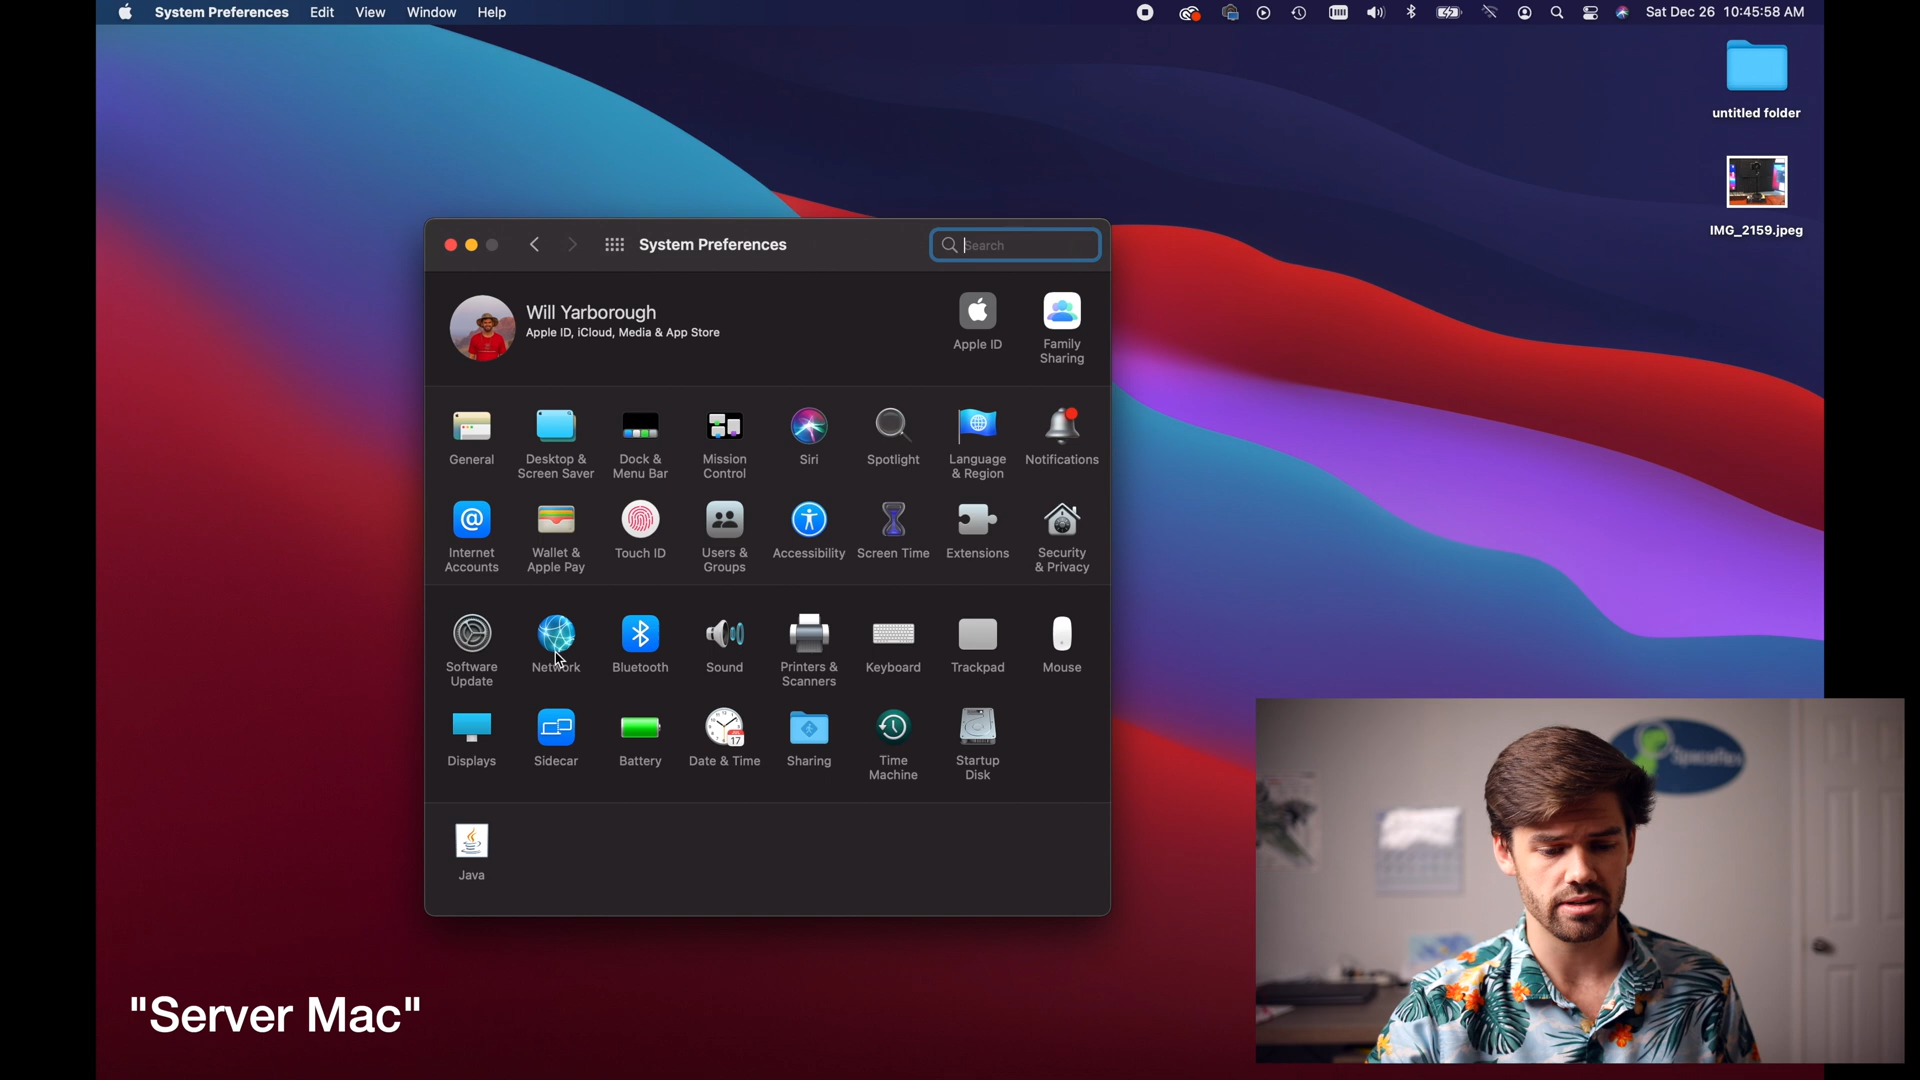 System Preferences Edit View Window Help Sat Dec 26 10:45:58 AM
untitled folder
IMG_2159.jpeg
System Preferences Search
Will Yarborough
Apple ID, iCloud, Media & App Store
Apple ID
Family
Sharing
General
Desktop &
Screen Saver
Dock &
Menu Bar
Mission
Control
Siri
Spotlight
Language
& Region
Notifications
Internet
Accounts
Wallet &
Apple Pay
Touch ID
Users &
Groups
Accessibility
Screen Time
Extensions
Security
& Privacy
Software
Update
Network
Bluetooth
Sound
Printers &
Scanners
Keyboard
Trackpad
Mouse
Displays
Sidecar
Battery
JUL
17
Date & Time
Sharing
Time
Machine
Startup
Disk
Java
"Server Mac"